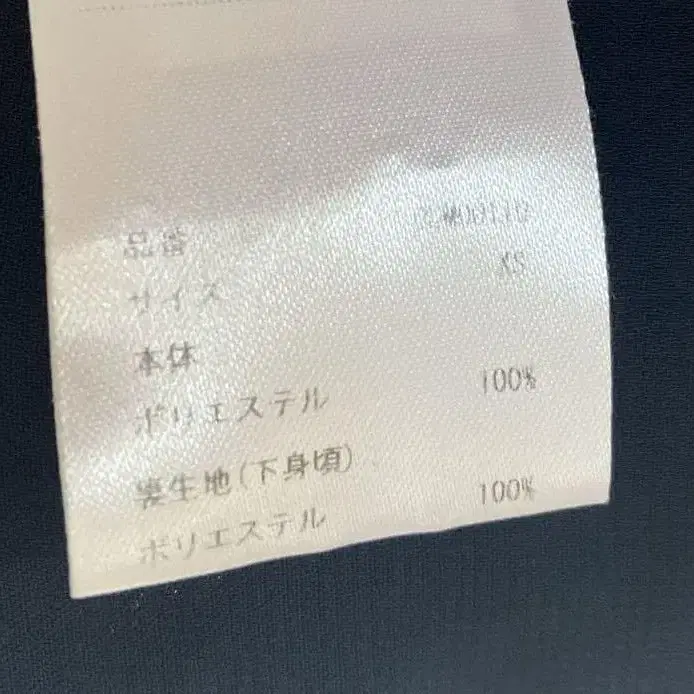 品番
サイズ XS
本体
ポリエステル 100%
裏生地(下身頃)
ポリエステル 100%